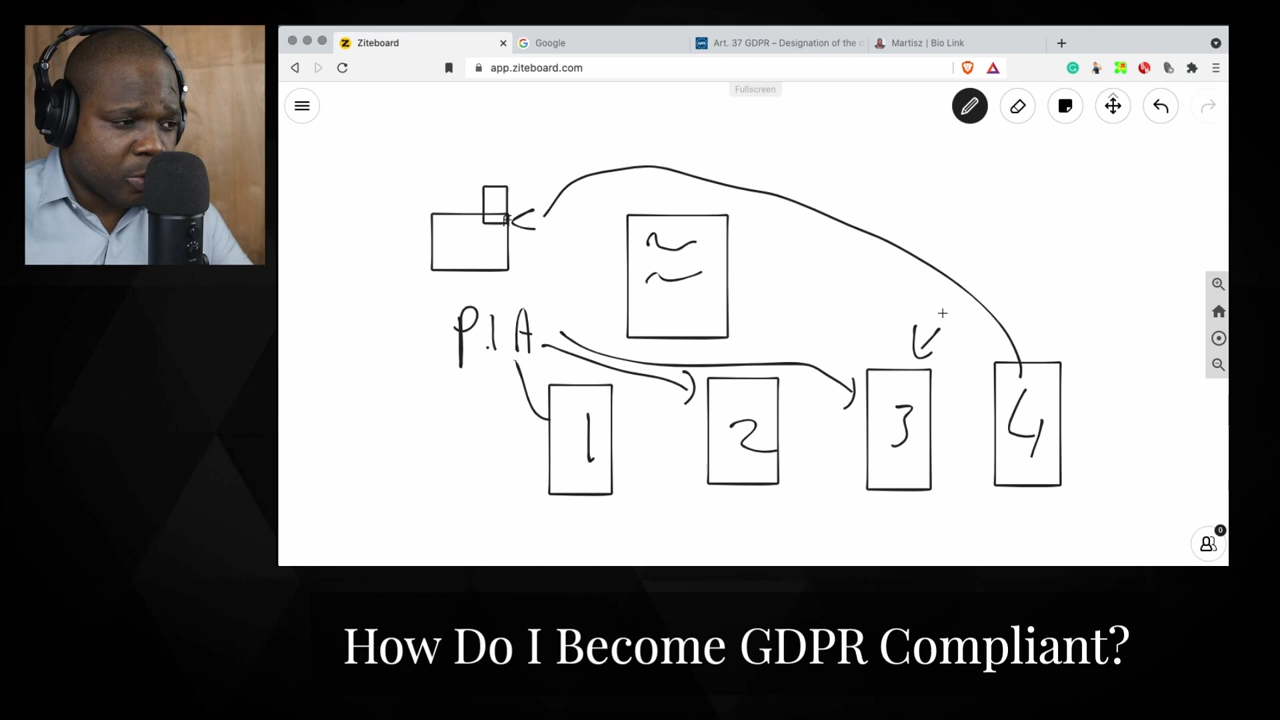 Ziteboard
Google
Art. 37 GDPR – Designation of the c
Martisz | Bio Link
app.ziteboard.com
Fullscreen
P.I A
1
2
3
4
0
How Do I Become GDPR Compliant?